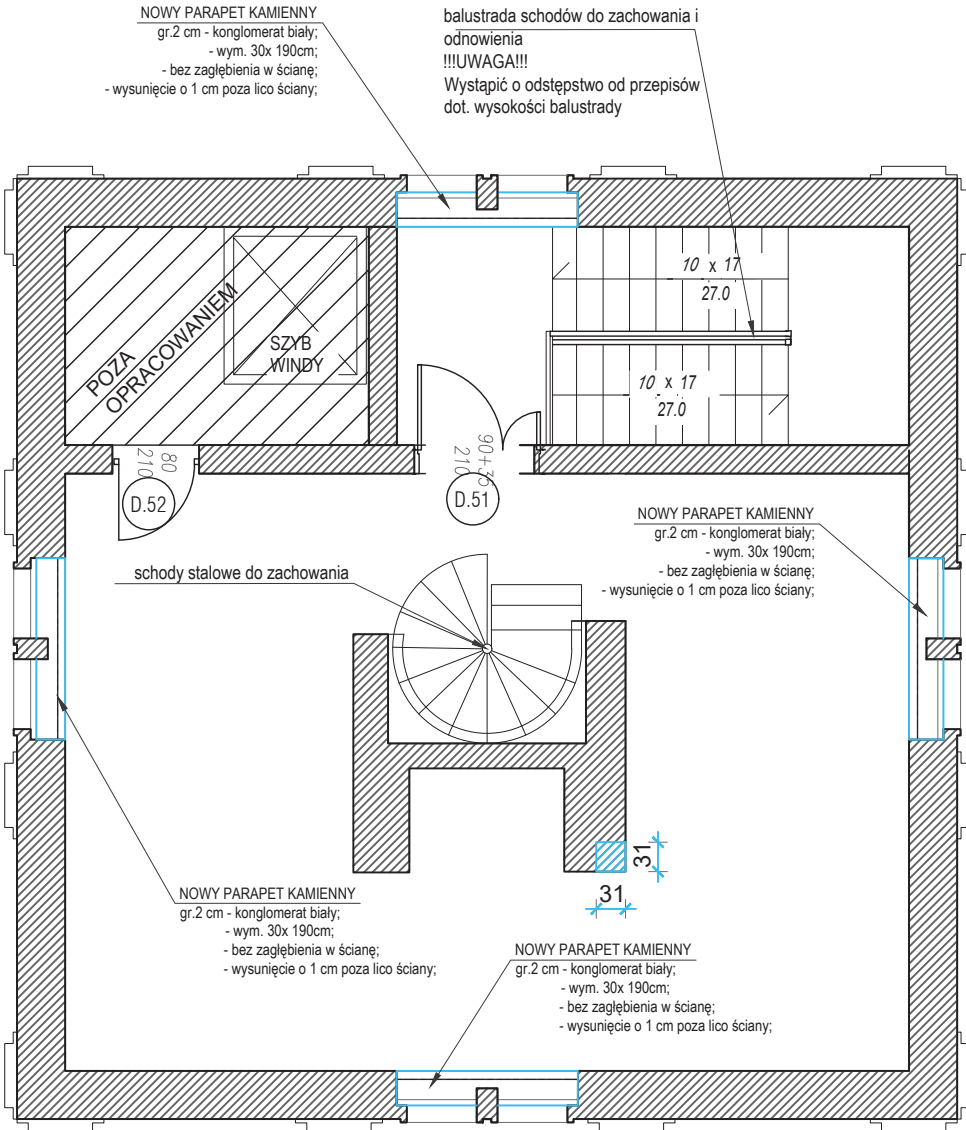 NOWY PARAPET KAMIENNY
gr.2 cm - konglomerat biały;
- wym. 30x 190cm;
- bez zagłębienia w ścianę;
- wysunięcie o 1 cm poza lico ściany;
balustrada schodów do zachowania i
odnowienia
!!!UWAGA!!!
Wystąpić o odstępstwo od przepisów
dot. wysokości balustrady
10 x 17
27.0
POZA
OPRACOWANIEM
SZYB
WINDY
10 x 17
27.0
80
210
D.52
90+35
210
D.51
NOWY PARAPET KAMIENNY
gr.2 cm - konglomerat biały;
- wym. 30x 190cm;
- bez zagłębienia w ścianę;
- wysunięcie o 1 cm poza lico ściany;
schody stalowe do zachowania
31
31
NOWY PARAPET KAMIENNY
gr.2 cm - konglomerat biały;
- wym. 30x 190cm;
- bez zagłębienia w ścianę;
- wysunięcie o 1 cm poza lico ściany;
NOWY PARAPET KAMIENNY
gr.2 cm - konglomerat biały;
- wym. 30x 190cm;
- bez zagłębienia w ścianę;
- wysunięcie o 1 cm poza lico ściany;